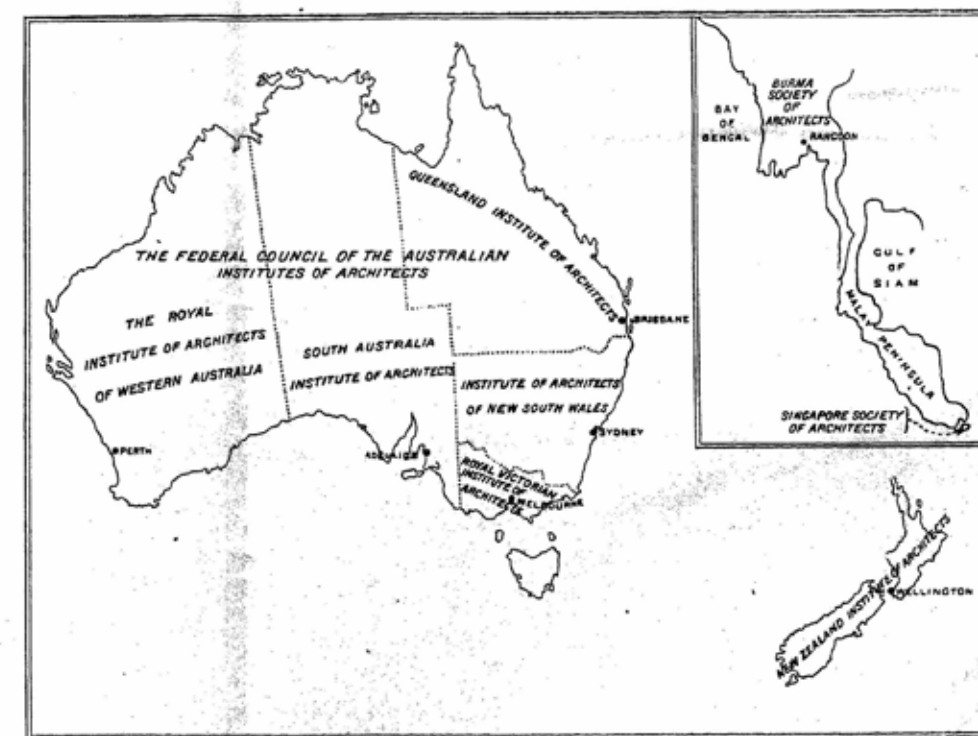 THE FEDERAL COUNCIL OF THE AUSTRALIAN
INSTITUTES OF ARCHITECTS
QUEENSLAND INSTITUTE OF ARCHITECTS
BRISBANE
THE ROYAL
INSTITUTE OF ARCHITECTS
OF WESTERN AUSTRALIA
PERTH
SOUTH AUSTRALIA
INSTITUTE OF ARCHITECTS
ADELAIDE
INSTITUTE OF ARCHITECTS
OF NEW SOUTH WALES
SYDNEY
ROYAL VICTORIAN
INSTITUTE OF
ARCHITECTS
MELBOURNE
BURMA
SOCIETY
OF
ARCHITECTS
BAY
OF
BENGAL
RANGOON
GULF
OF
SIAM
MALAY PENINSULA
SINGAPORE SOCIETY
OF ARCHITECTS
NEW ZEALAND INSTITUTE OF ARCHITECTS
WELLINGTON